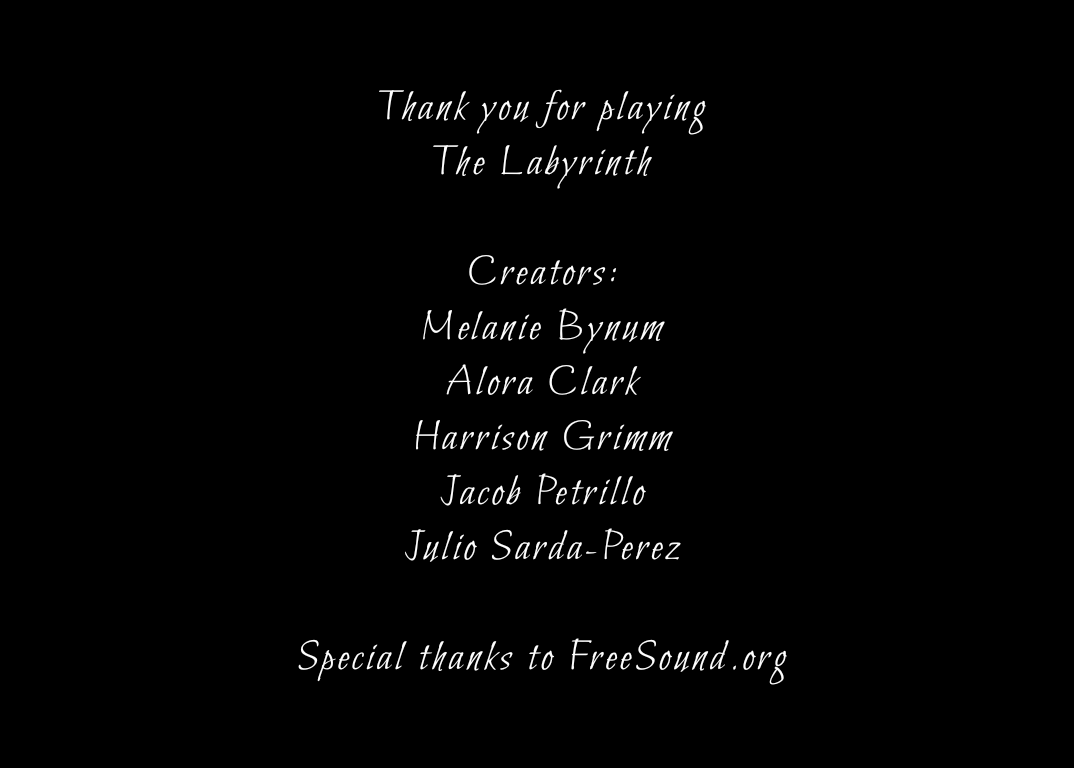 Thank you for playing
The Labyrinth
Creators:
Melanie Bynum
Alora Clark
Harrison Grimm
Jacob Petrillo
Julio Sarda-Perez
Special thanks to FreeSound.org